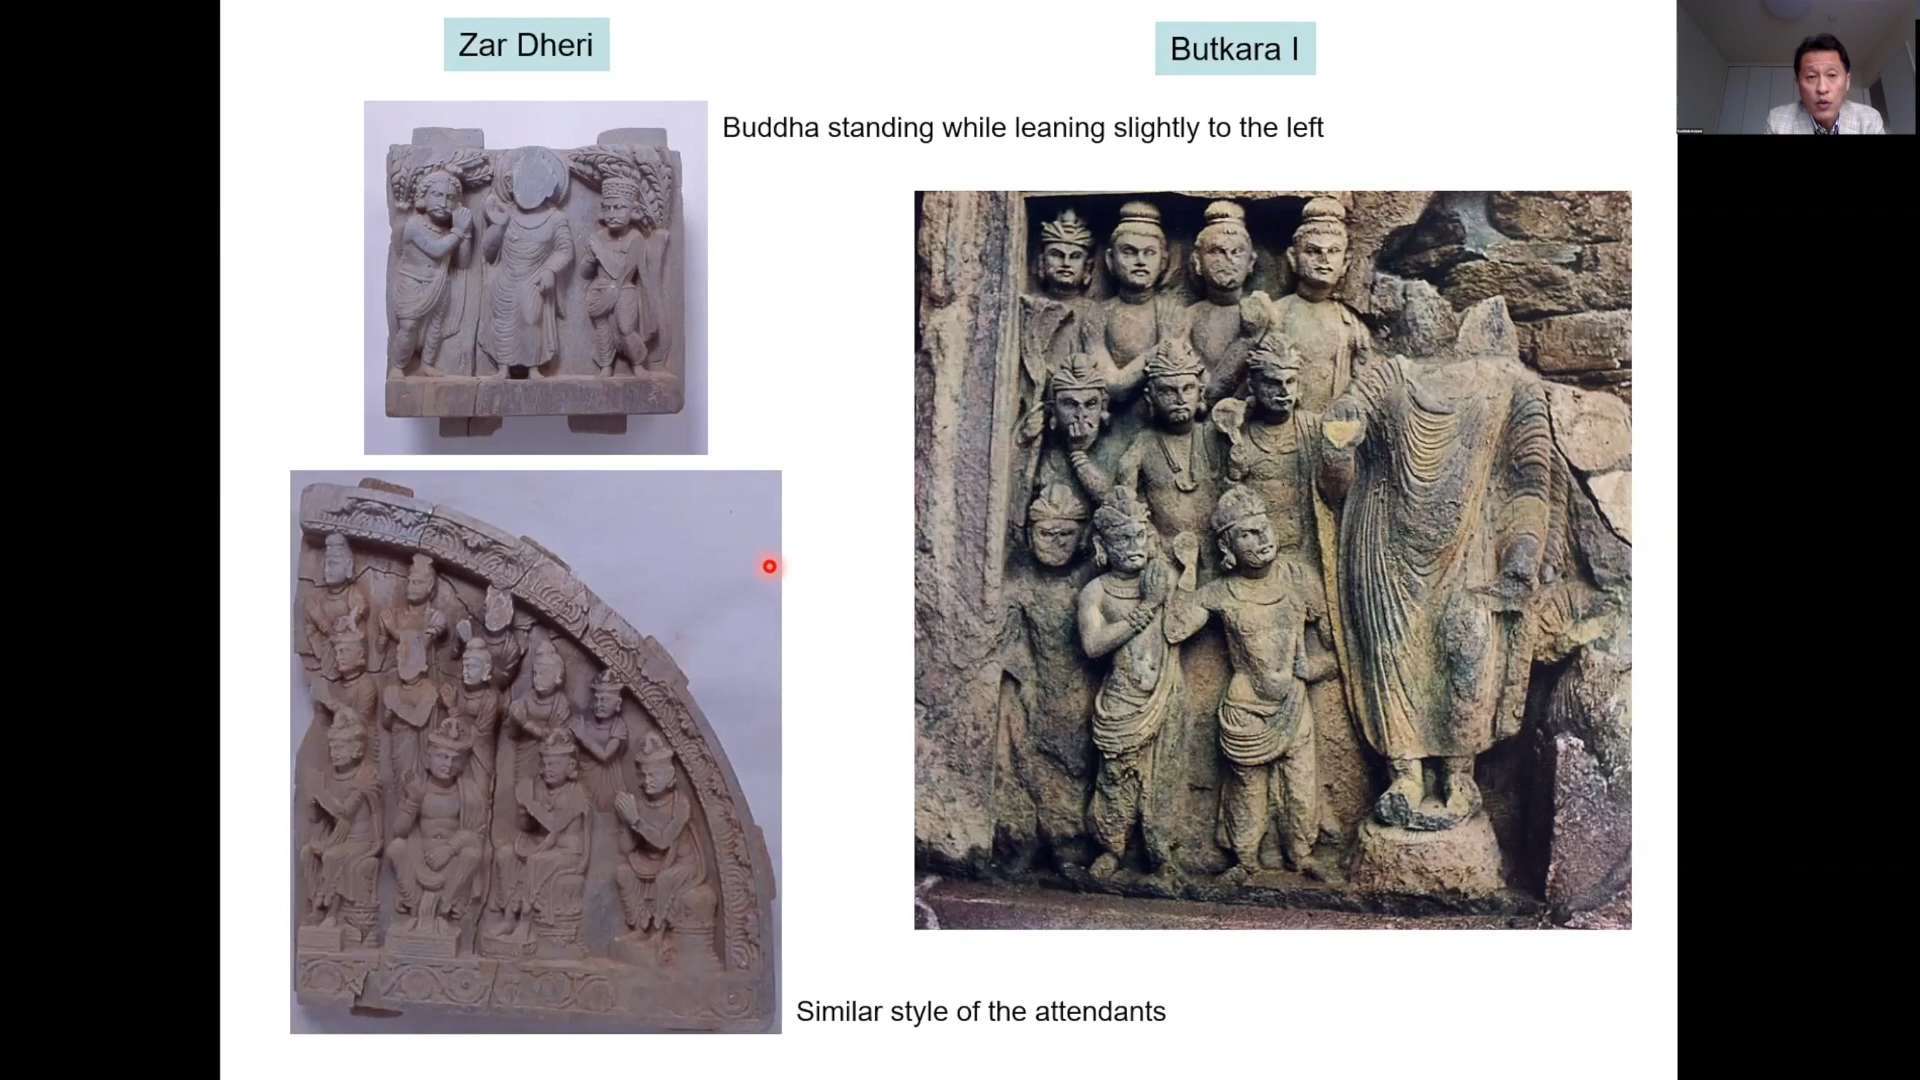 Zar Dheri
Butkara I
Buddha standing while leaning slightly to the left
Similar style of the attendants